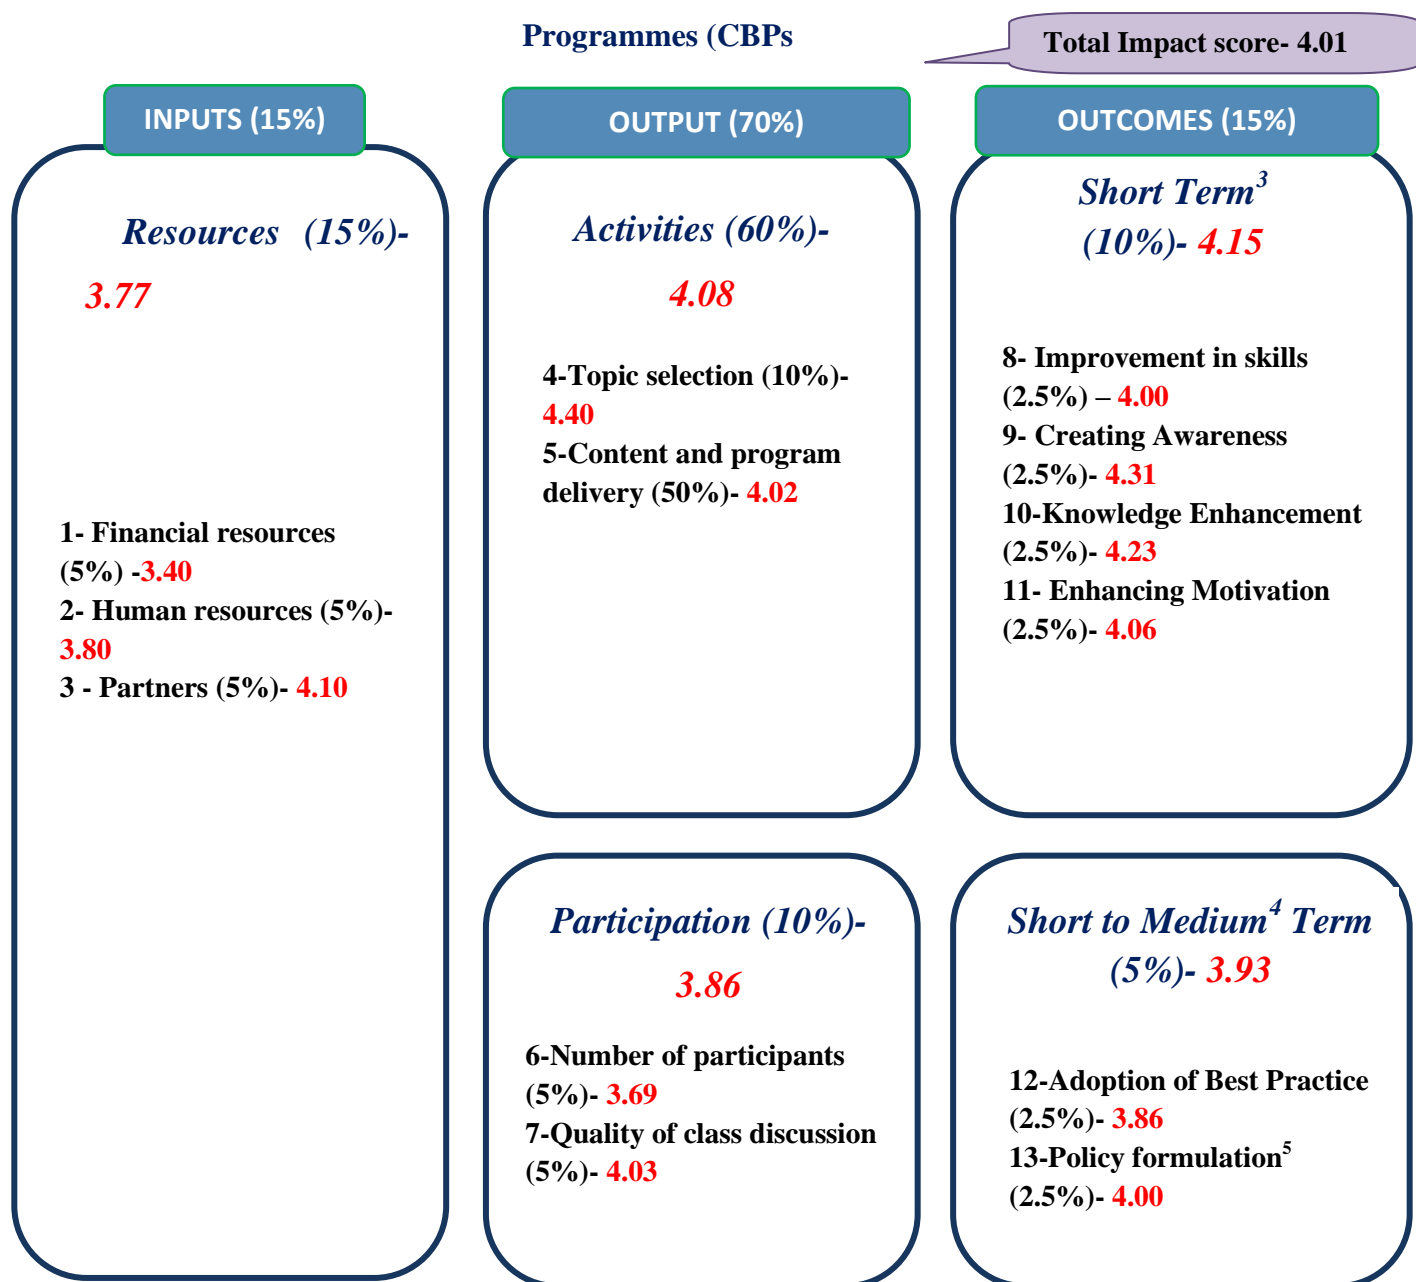 Programmes (CBPs
Total Impact score- 4.01
INPUTS (15%)
Resources (15%)-
3.77
1- Financial resources
(5%) -3.40
2- Human resources (5%)-
3.80
3 - Partners (5%)- 4.10
OUTPUT (70%)
Activities (60%)-
4.08
4-Topic selection (10%)-
4.40
5-Content and program
delivery (50%)- 4.02
Participation (10%)-
3.86
6-Number of participants
(5%)- 3.69
7-Quality of class discussion
(5%)- 4.03
OUTCOMES (15%)
Short Term³
(10%)- 4.15
8- Improvement in skills
(2.5%) – 4.00
9- Creating Awareness
(2.5%)- 4.31
10-Knowledge Enhancement
(2.5%)- 4.23
11- Enhancing Motivation
(2.5%)- 4.06
Short to Medium⁴ Term
(5%)- 3.93
12-Adoption of Best Practice
(2.5%)- 3.86
13-Policy formulation⁵
(2.5%)- 4.00